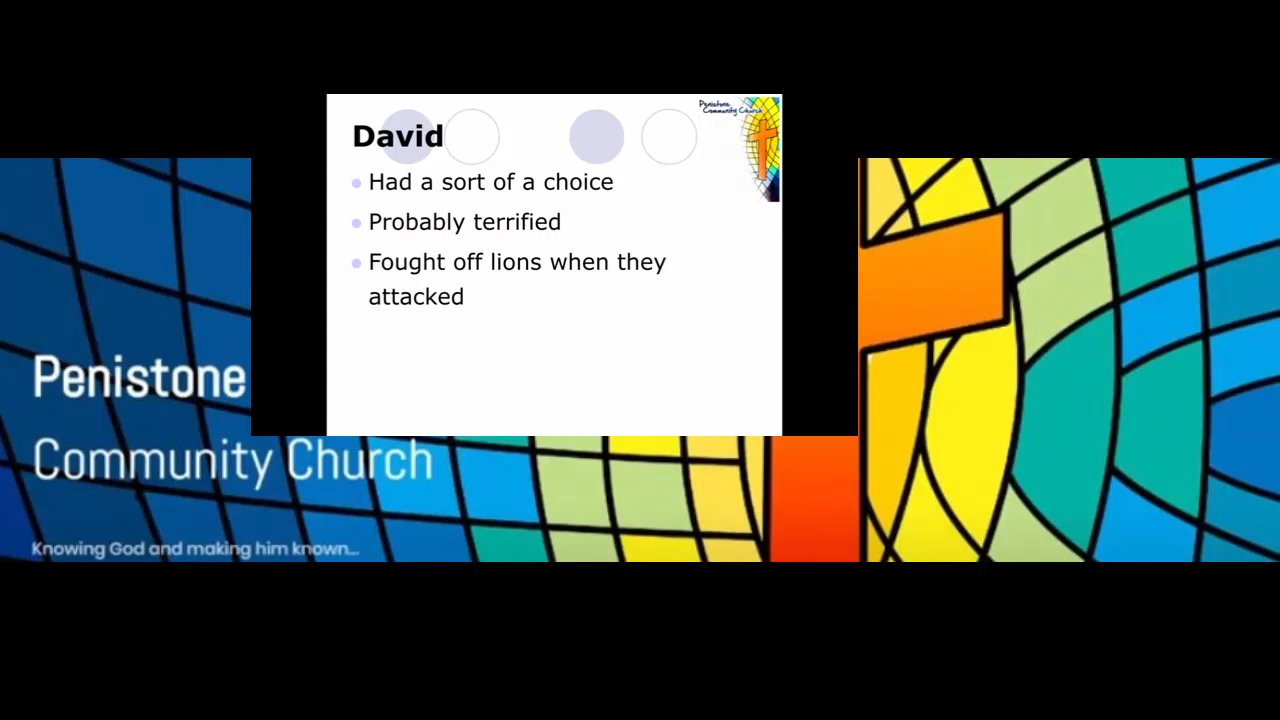 Penistone
Community Church
David
Had a sort of a choice
Probably terrified
Fought off lions when they
attacked
Penistone
Community Church
Knowing God and making him known...